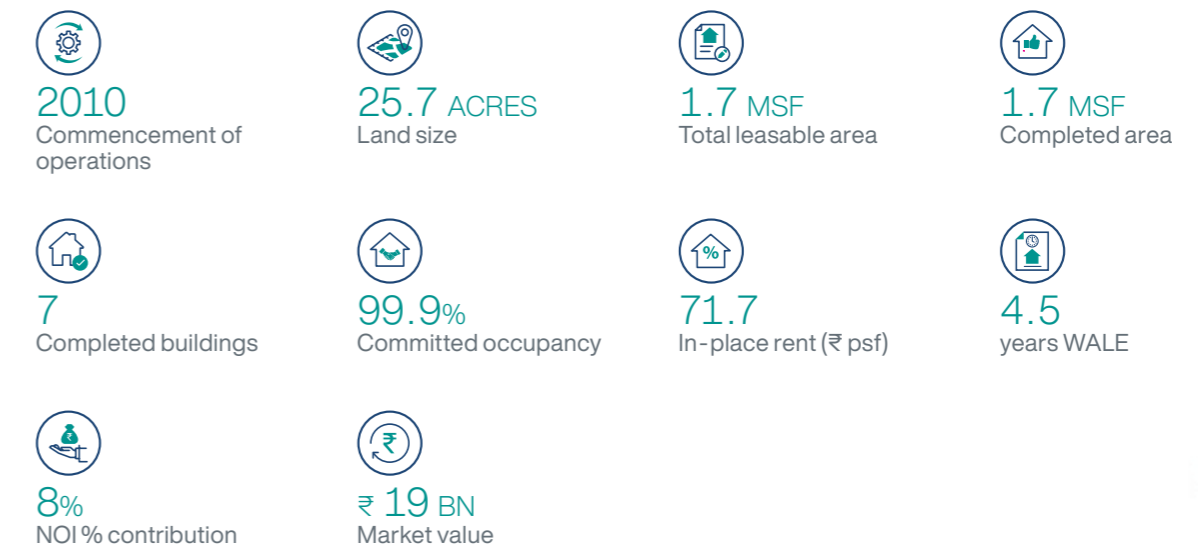 2010
Commencement of
operations
25.7 ACRES
Land size
1.7 MSF
Total leasable area
1.7 MSF
Completed area
7
Completed buildings
99.9%
Committed occupancy
%
71.7
In-place rent (₹ psf)
4.5
years WALE
₹
8%
NOI % contribution
₹
₹ 19 BN
Market value